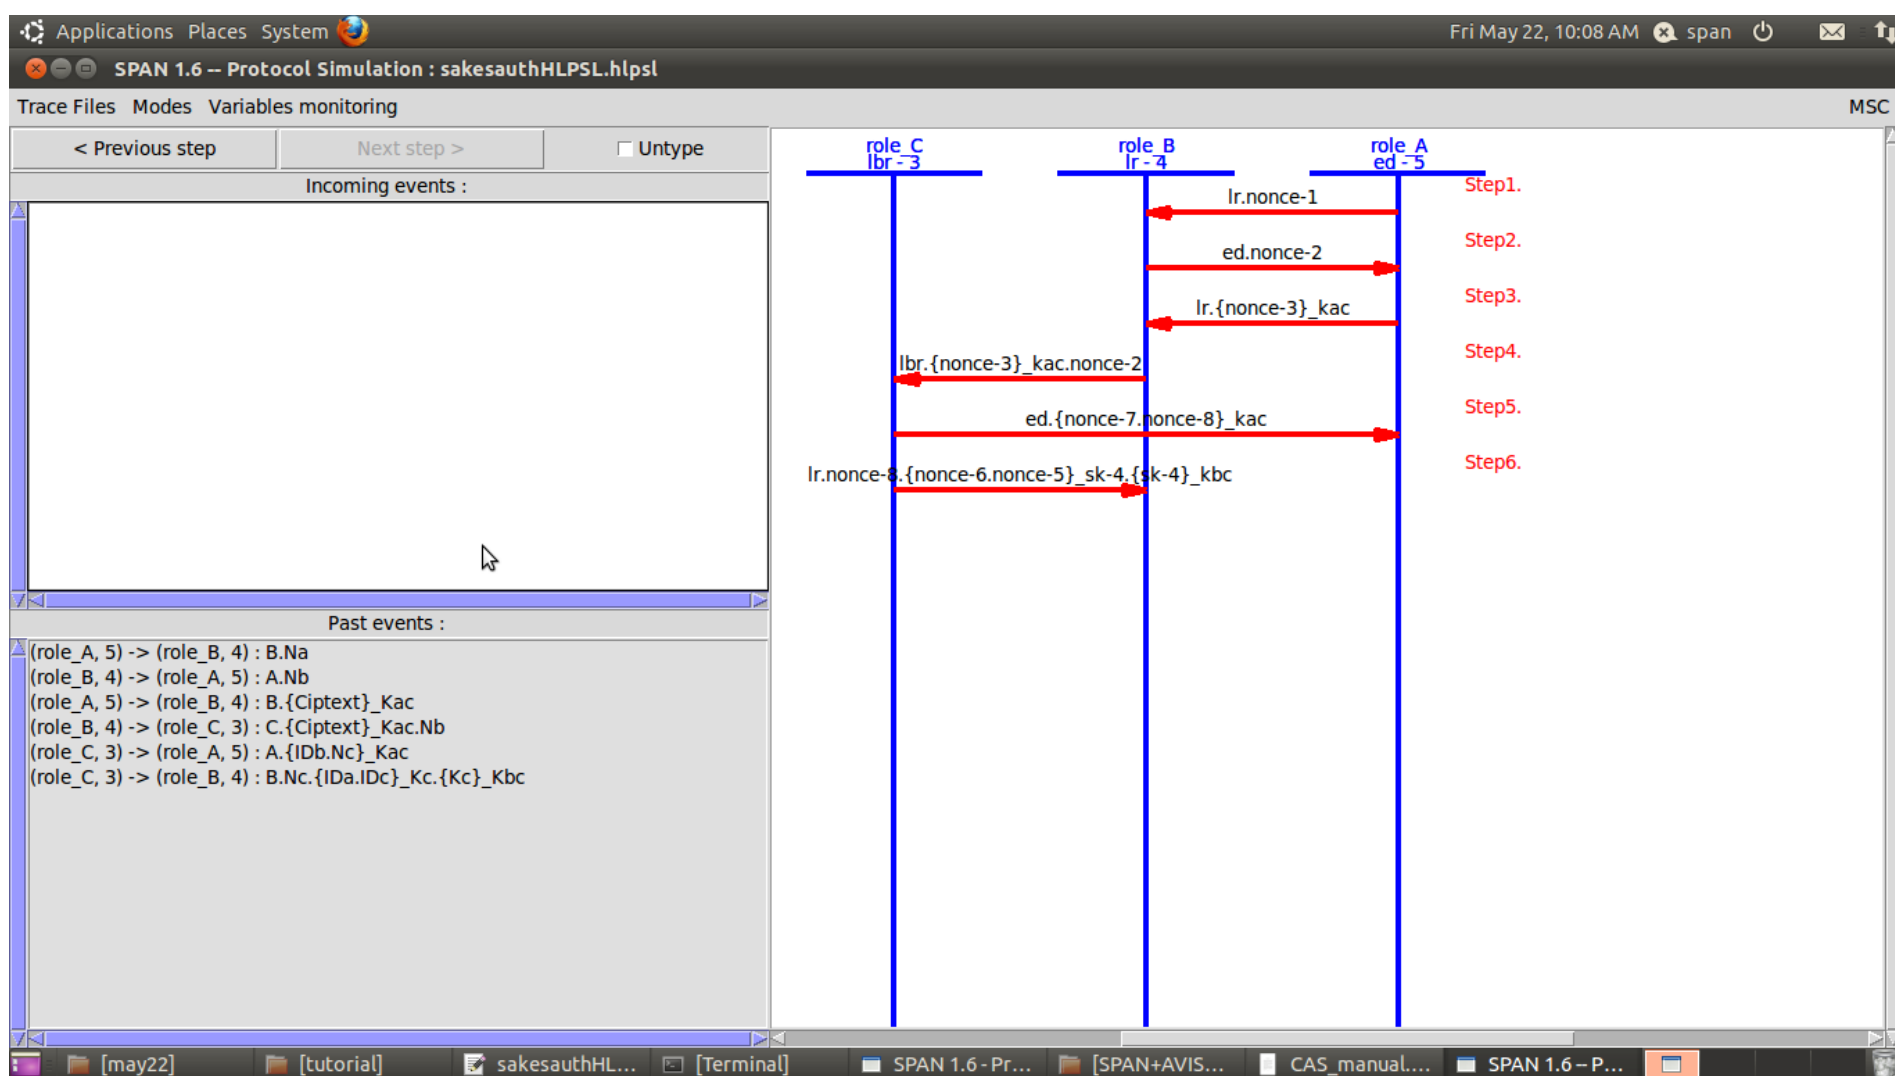 Applications Places System Fri May 22, 10:08 AM span
SPAN 1.6 -- Protocol Simulation : sakesauthHLPSL.hlpsl
Trace Files Modes Variables monitoring MSC
< Previous step Next step > Untype
Incoming events :
Past events :
(role_A, 5) -> (role_B, 4) : B.Na
(role_B, 4) -> (role_A, 5) : A.Nb
(role_A, 5) -> (role_B, 4) : B.{Ciptext}_Kac
(role_B, 4) -> (role_C, 3) : C.{Ciptext}_Kac.Nb
(role_C, 3) -> (role_A, 5) : A.{IDb.Nc}_Kac
(role_C, 3) -> (role_B, 4) : B.Nc.{IDa.IDc}_Kc.{Kc}_Kbc
role_C role_B role_A
lbr - 3 lr - 4 ed - 5
Step1.
lr.nonce-1
Step2.
ed.nonce-2
Step3.
lr.{nonce-3}_kac
Step4.
lbr.{nonce-3}_kac.nonce-2
Step5.
ed.{nonce-7.nonce-8}_kac
Step6.
lr.nonce-8.{nonce-6.nonce-5}_sk-4.{sk-4}_kbc
[may22] [tutorial] sakesauthHL... [Terminal] SPAN 1.6 - Pr... [SPAN+AVIS... CAS_manual.... SPAN 1.6 -- P...